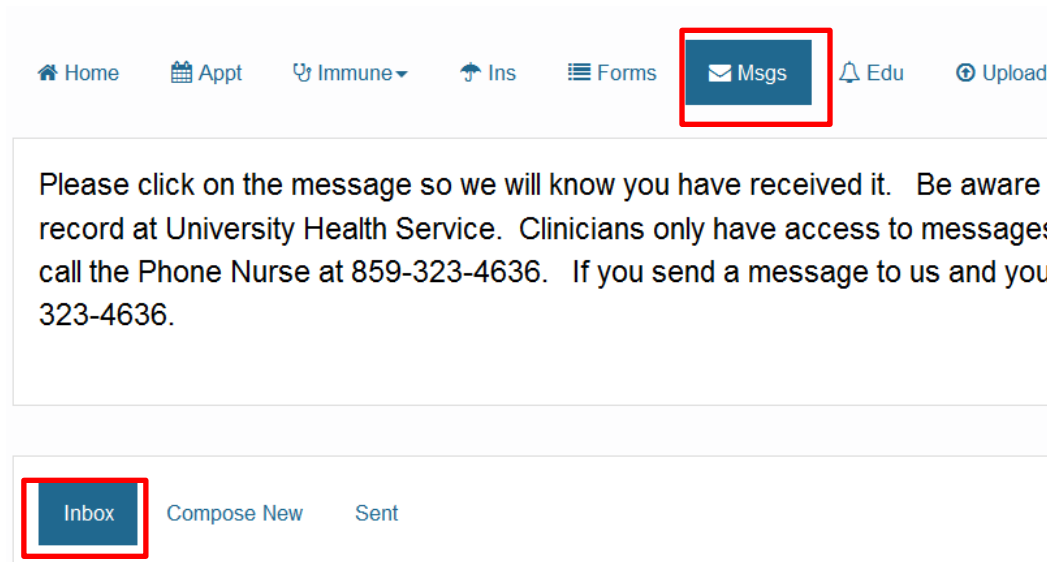 Home Appt Immune Ins Forms Msgs Edu Upload
Please click on the message so we will know you have received it. Be aware
record at University Health Service. Clinicians only have access to messages
call the Phone Nurse at 859-323-4636. If you send a message to us and you
323-4636.
Inbox Compose New Sent